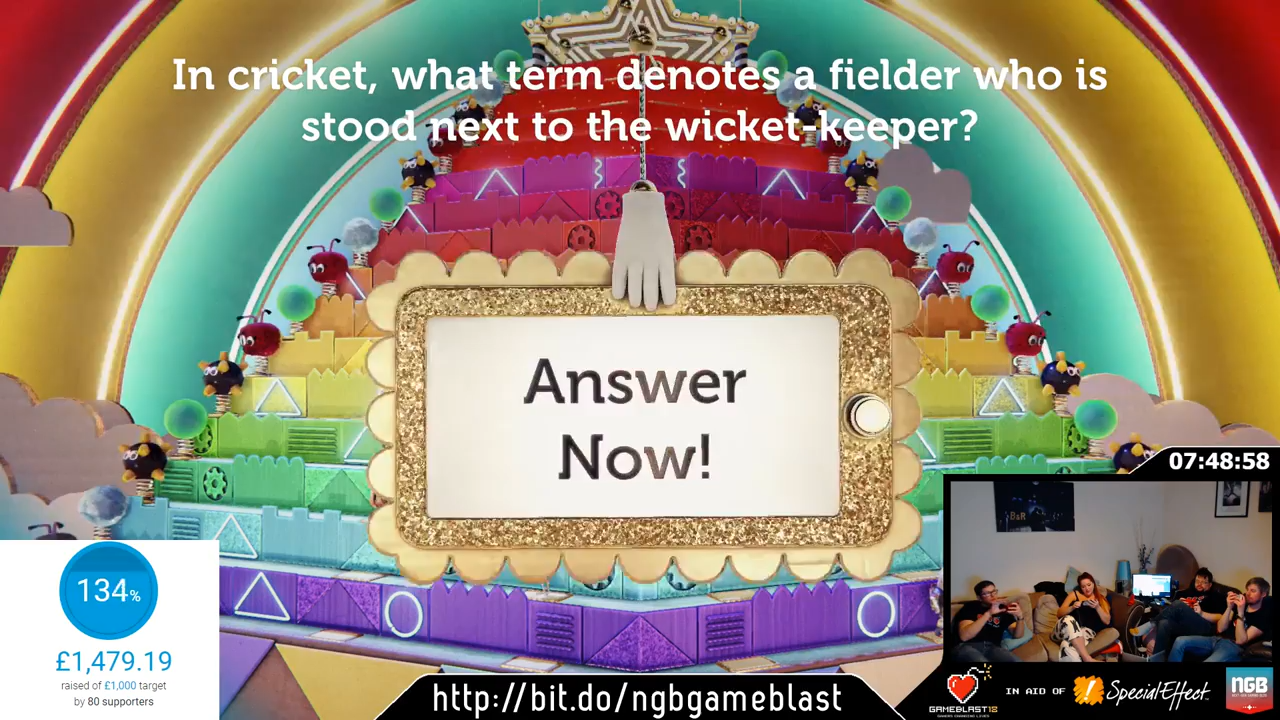 In cricket, what term denotes a fielder who is
stood next to the wicket-keeper?
Answer
Now!
07:48:58
BaR
134%
£1,479.19
raised of £1,000 target
by 80 supporters
http://bit.do/ngbgameblast
GAMEBLAST18
IN AID OF
SpecialEffect
NGB